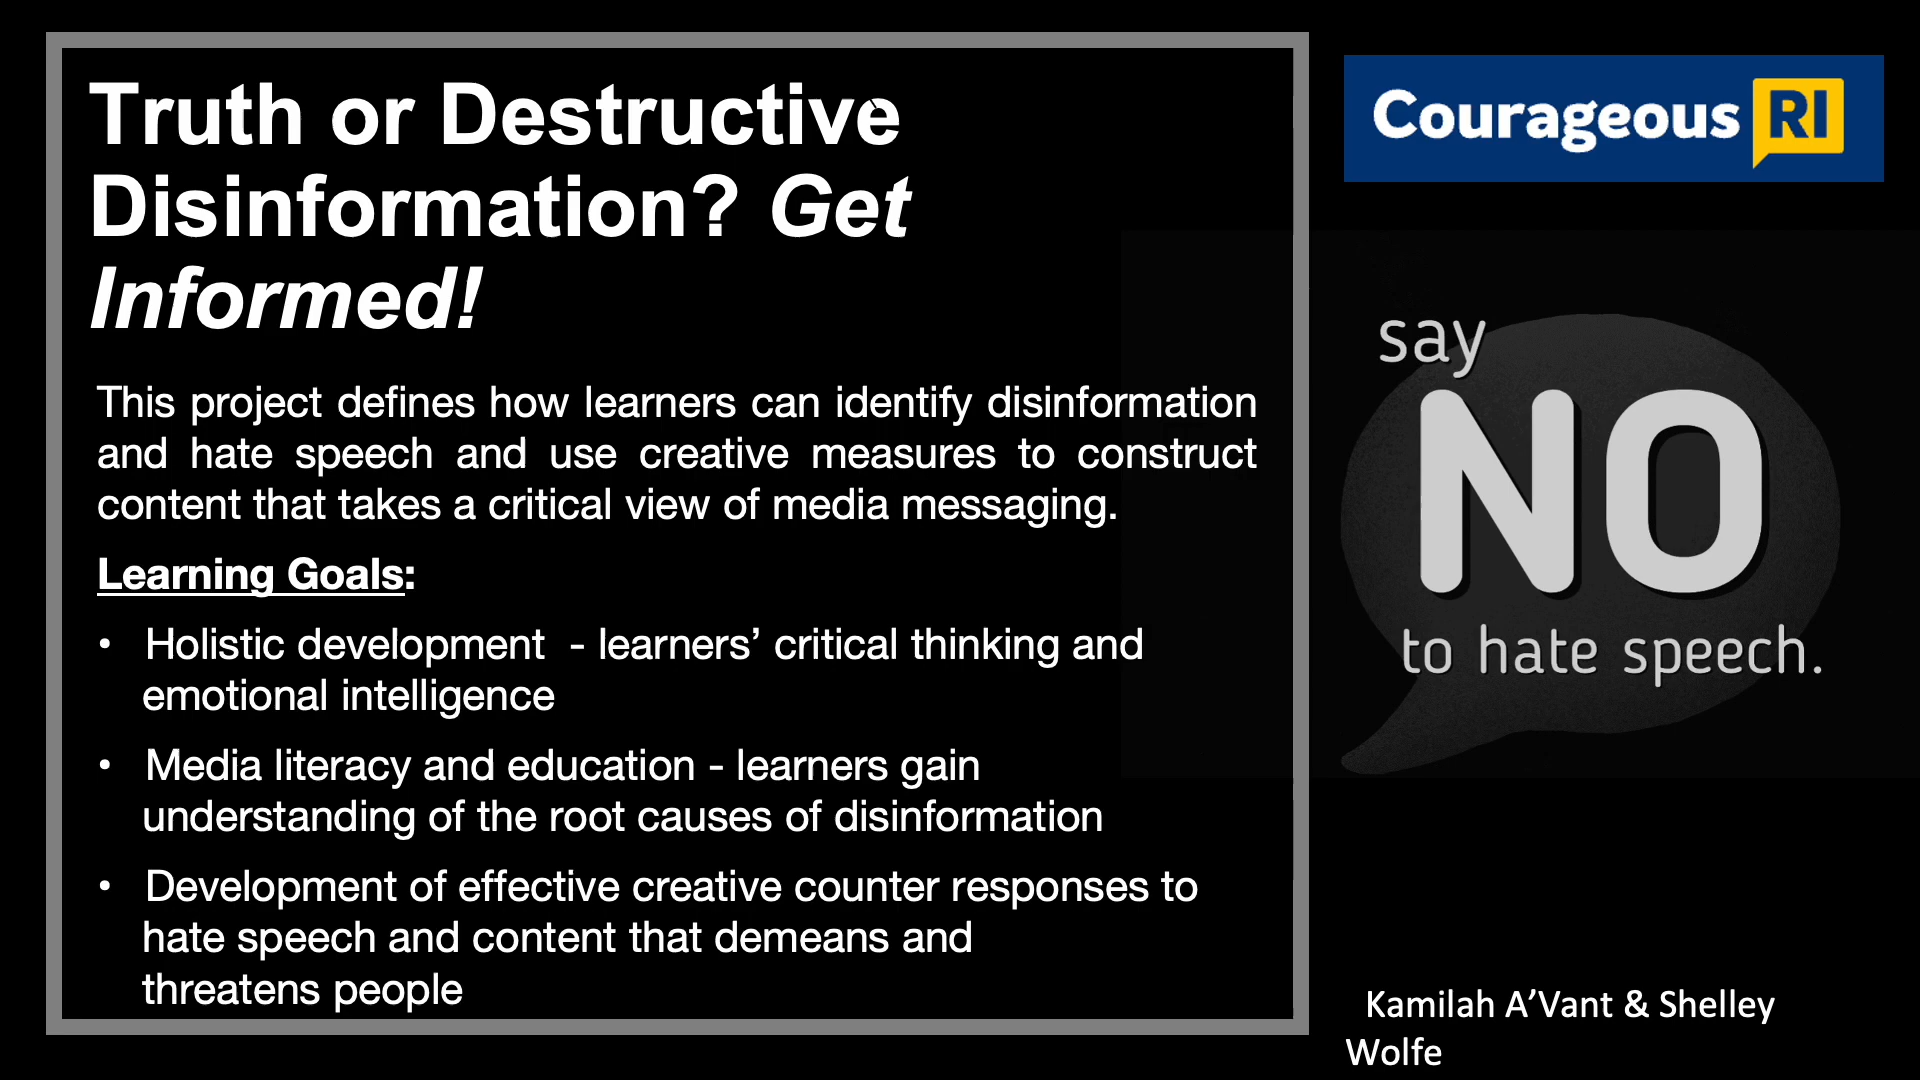 Truth or Destructive
Disinformation? Get
Informed!
This project defines how learners can identify disinformation
and hate speech and use creative measures to construct
content that takes a critical view of media messaging.
Learning Goals:
• Holistic development - learners’ critical thinking and
emotional intelligence
• Media literacy and education - learners gain
understanding of the root causes of disinformation
• Development of effective creative counter responses to
hate speech and content that demeans and
threatens people
Courageous RI
say
NO
to hate speech.
Kamilah A’Vant & Shelley
Wolfe